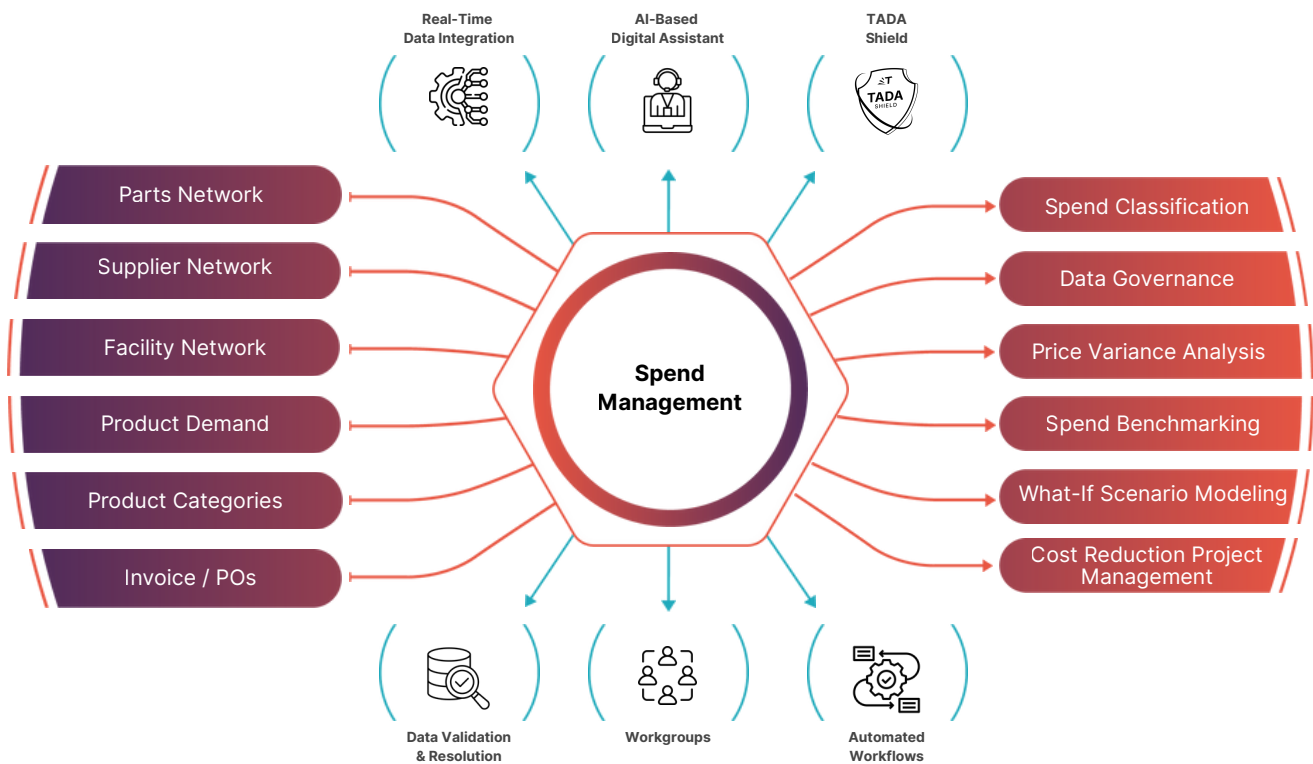 Real-Time
Data Integration
AI-Based
Digital Assistant
TADA
Shield
T
TADA
SHIELD
Parts Network
Supplier Network
Facility Network
Product Demand
Product Categories
Invoice / POs
Spend
Management
Spend Classification
Data Governance
Price Variance Analysis
Spend Benchmarking
What-If Scenario Modeling
Cost Reduction Project
Management
Data Validation
& Resolution
Workgroups
Automated
Workflows